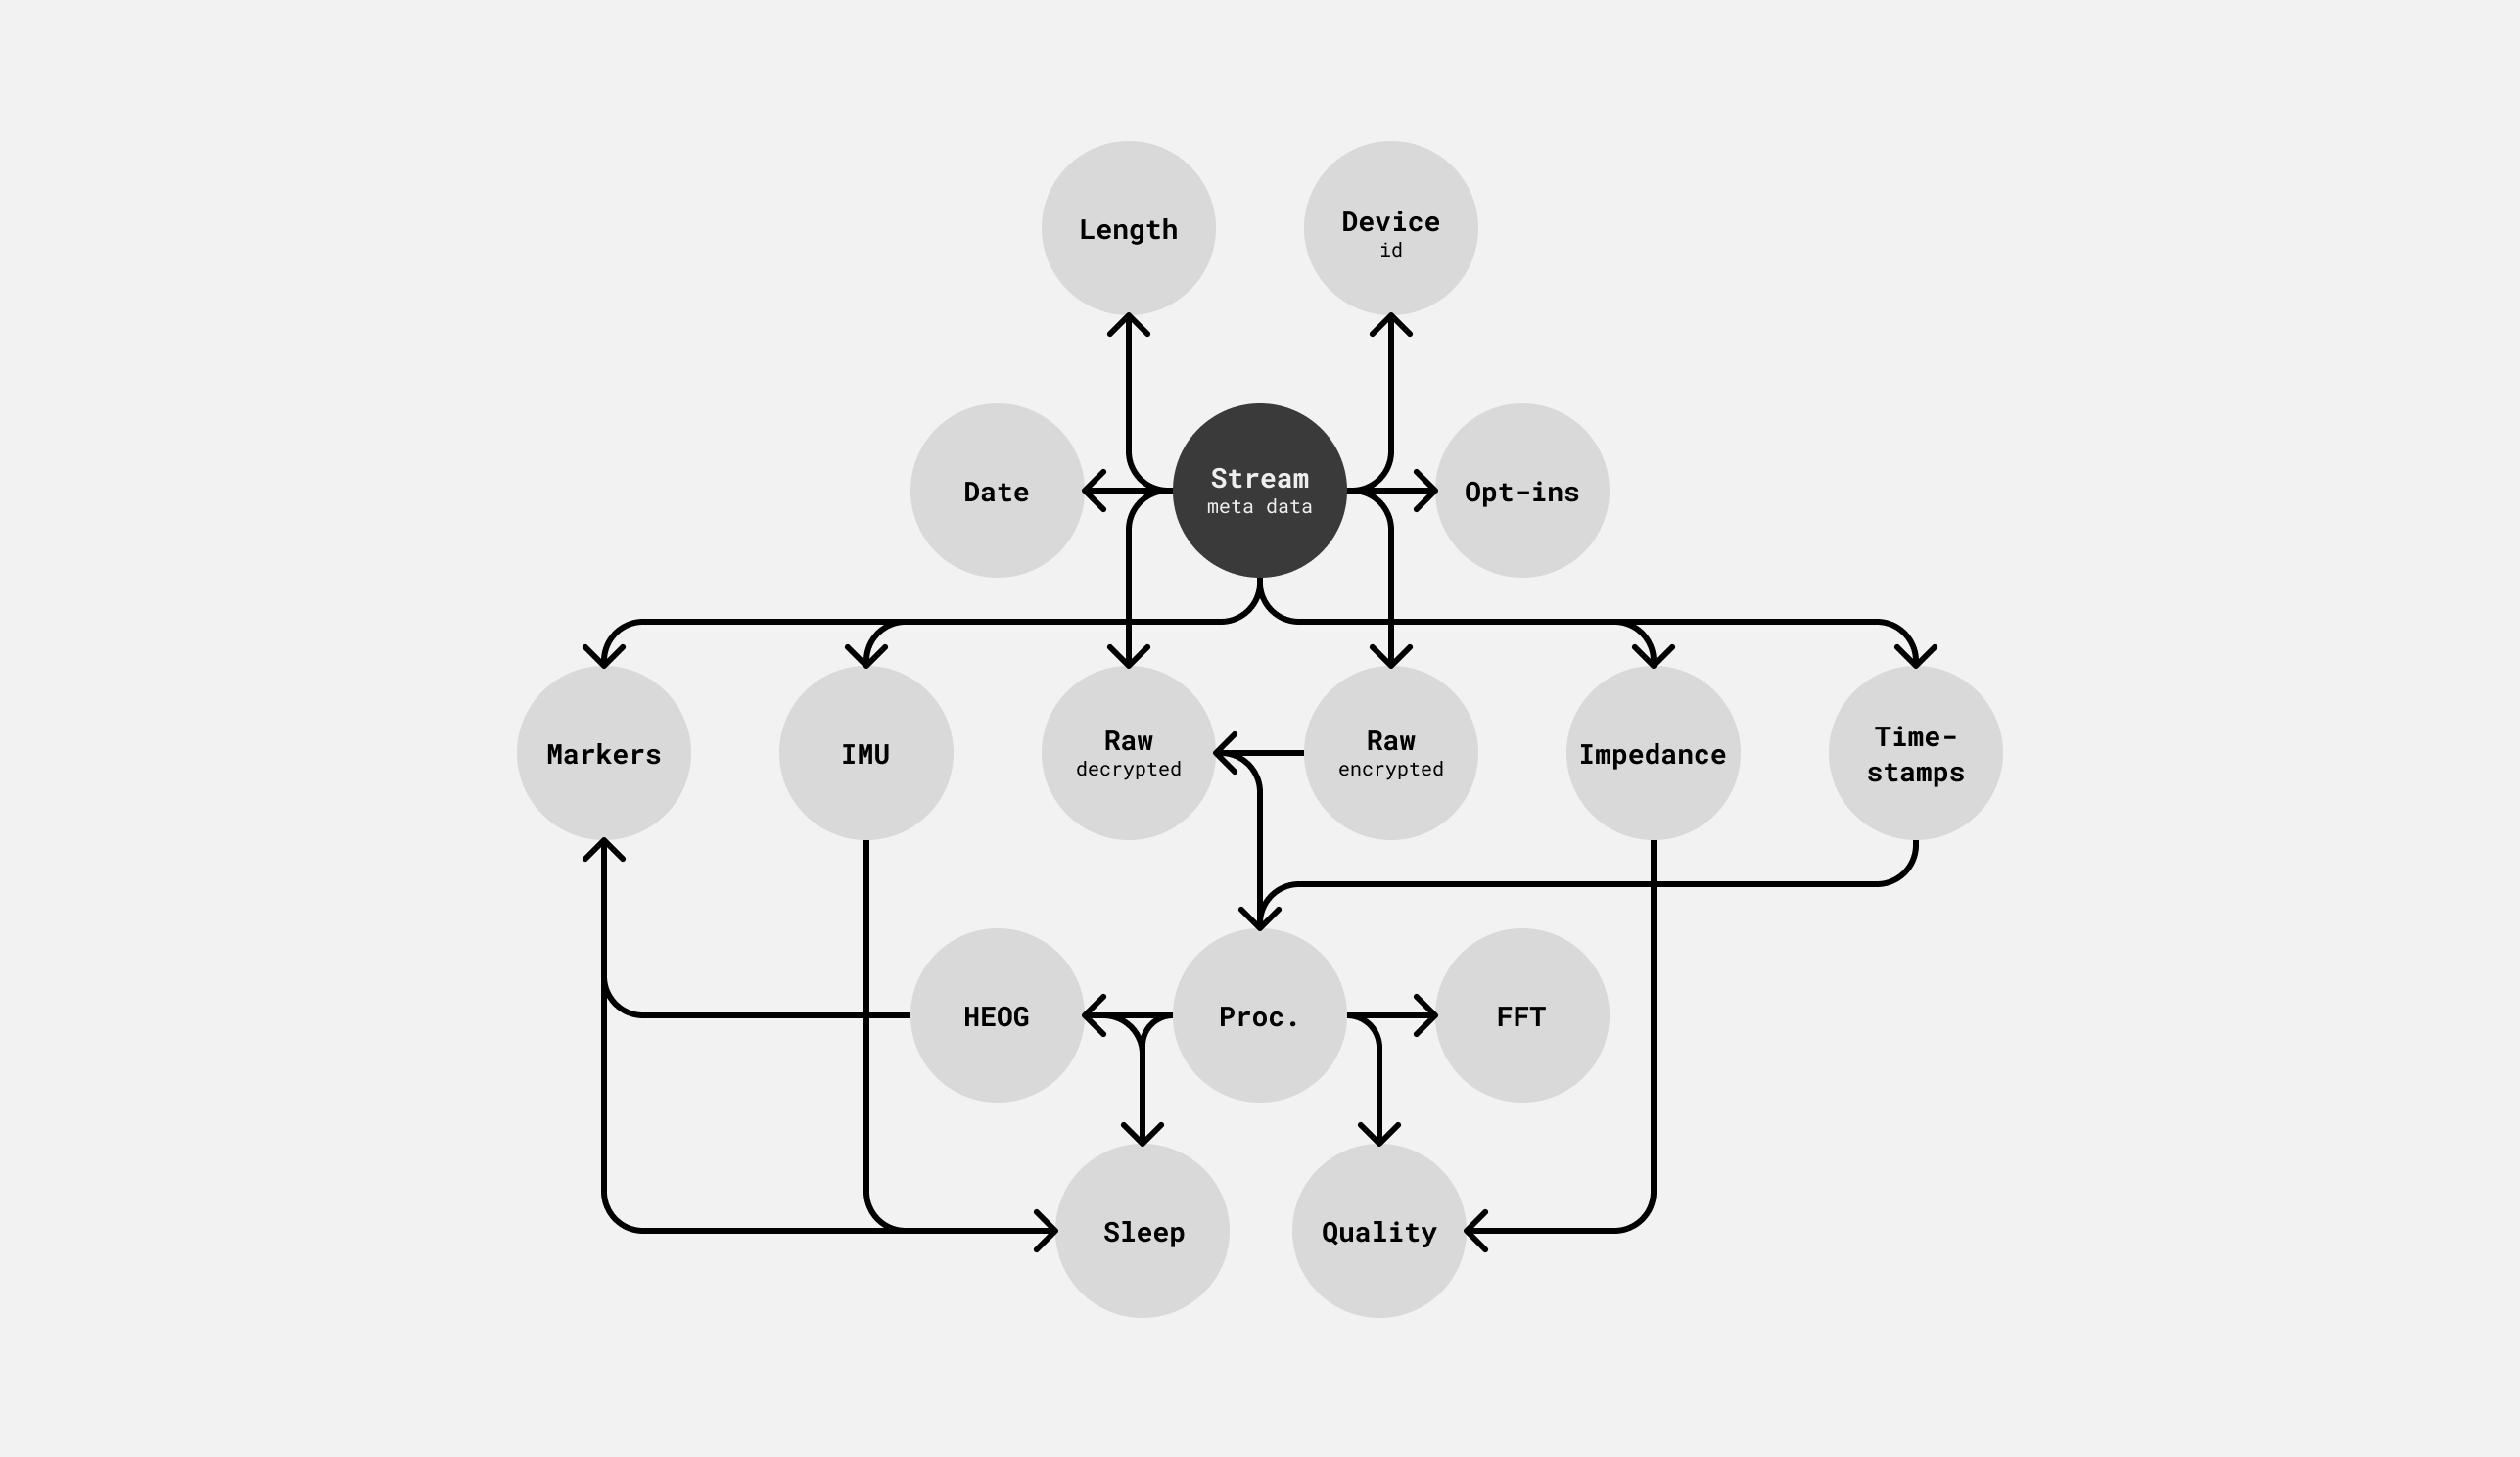 Length
Device
id
Date
Stream
meta data
Opt-ins
Markers
IMU
Raw
decrypted
Raw
encrypted
Impedance
Time-
stamps
HEOG
Proc.
FFT
Sleep
Quality